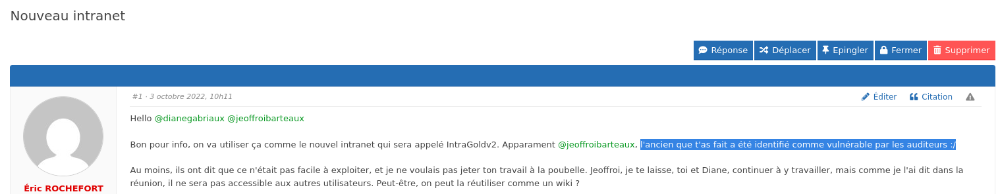 Nouveau intranet
Réponse Déplacer Epingler Fermer Supprimer
#1 · 3 octobre 2022, 10h11
Éditer Citation
Hello @dianegabriaux @jeoffroibarteaux
Bon pour info, on va utiliser ça comme le nouvel intranet qui sera appelé IntraGoldv2. Apparament @jeoffroibarteaux, l'ancien que t'as fait a été identifié comme vulnérable par les auditeurs :/
Au moins, ils ont dit que ce n'était pas facile à exploiter, et je ne voulais pas jeter ton travail à la poubelle. Jeoffroi, je te laisse, toi et Diane, continuer à y travailler, mais comme je l'ai dit dans la
réunion, il ne sera pas accessible aux autres utilisateurs. Peut-être, on peut la réutiliser comme un wiki ?
Éric ROCHEFORT